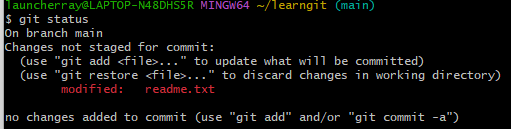 launcherray@LAPTOP-N48DHS5R MINGW64 ~/learngit (main)
$ git status
On branch main
Changes not staged for commit:
  (use "git add <file>..." to update what will be committed)
  (use "git restore <file>..." to discard changes in working directory)
        modified:   readme.txt

no changes added to commit (use "git add" and/or "git commit -a")